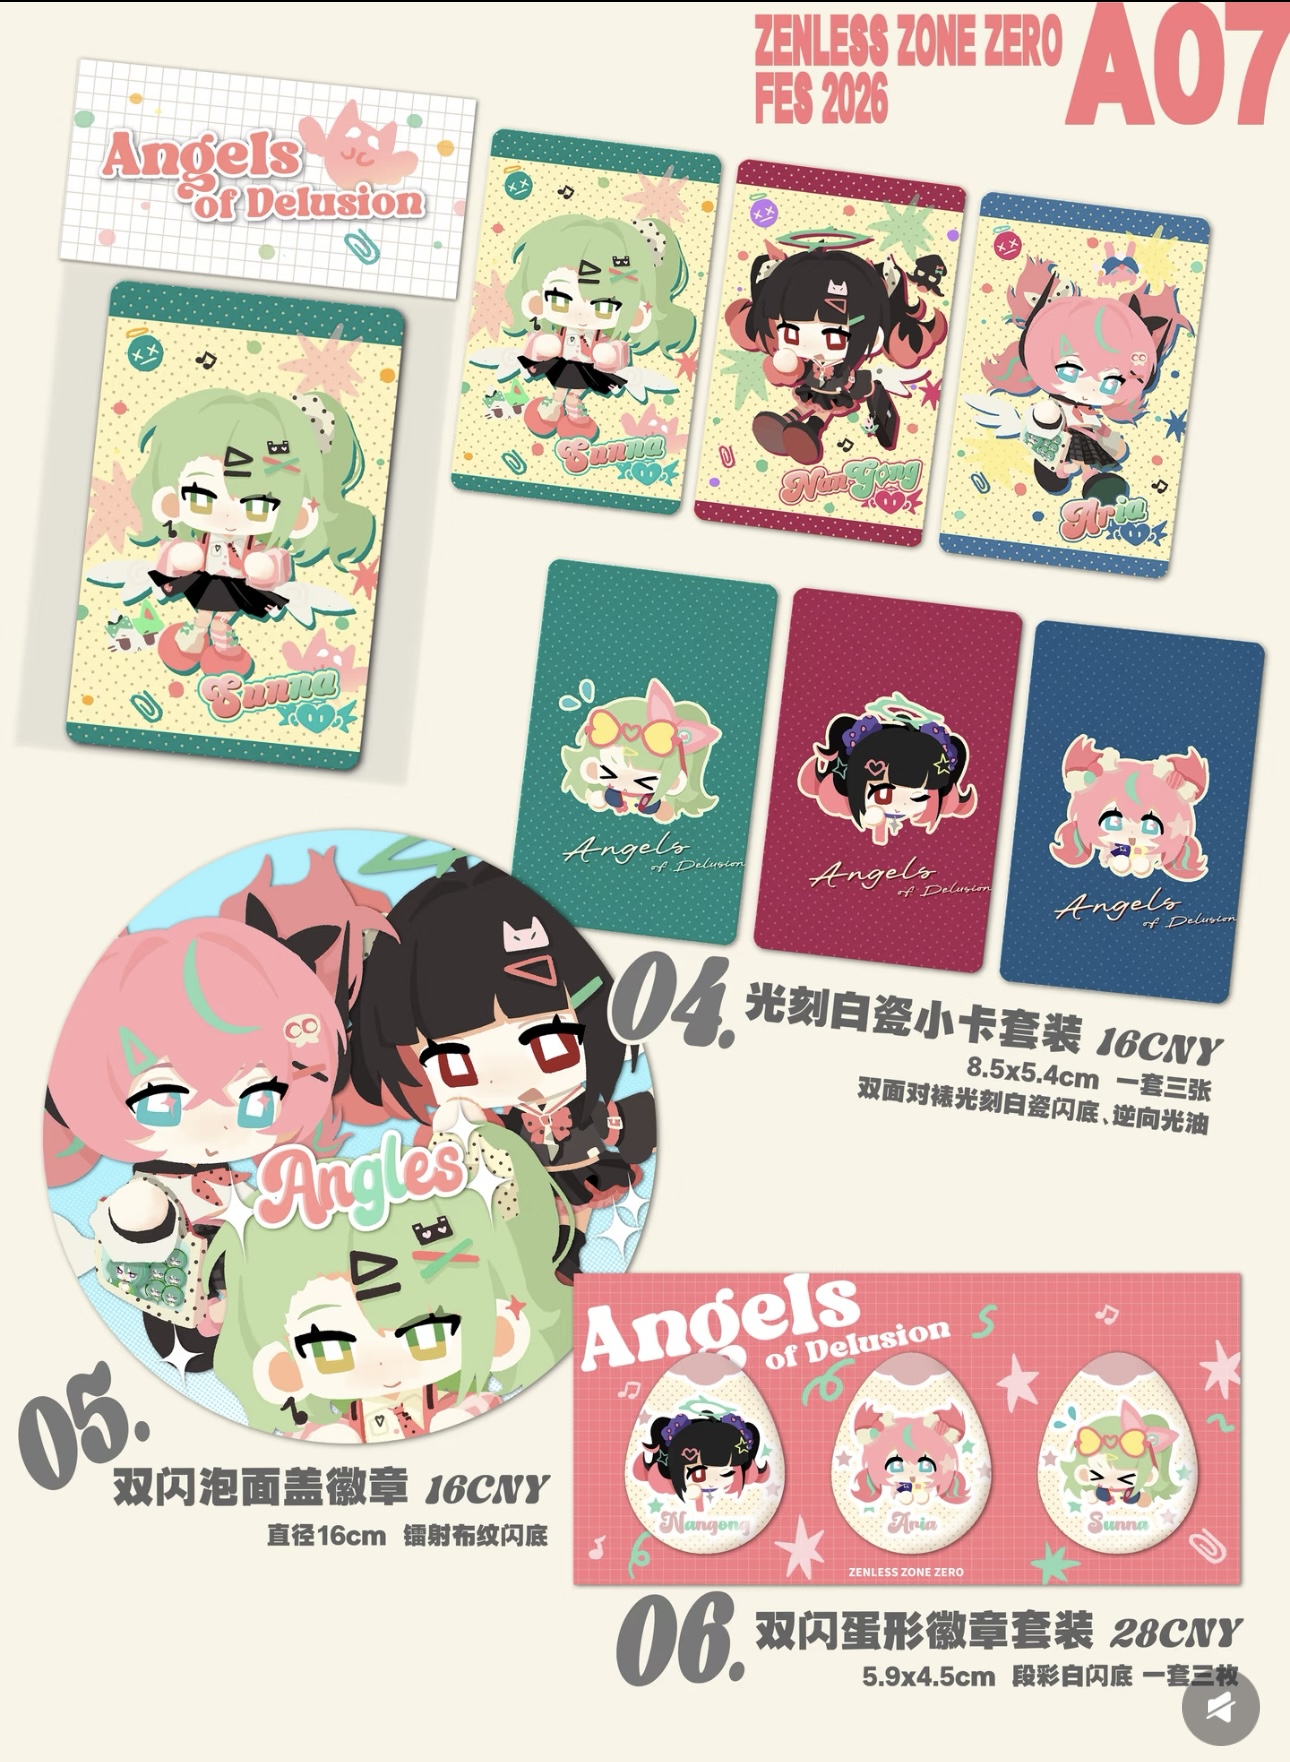 ZENLESS ZONE ZERO
FES 2026
A07
Angels
of Delusion
Sunna
Sunna
NanGong
Aria
Angels
of Delusion
Angels
of Delusion
Angels
of Delusion
04.
光刻白瓷小卡套装 16CNY
8.5x5.4cm 一套三张
双面对裱光刻白瓷闪底、逆向光油
Angles
05.
双闪泡面盖徽章 16CNY
直径16cm 镭射布纹闪底
Angels
of Delusion
Nangong
Aria
Sunna
ZENLESS ZONE ZERO
06.
双闪蛋形徽章套装 28CNY
5.9x4.5cm 段彩白闪底 一套三枚